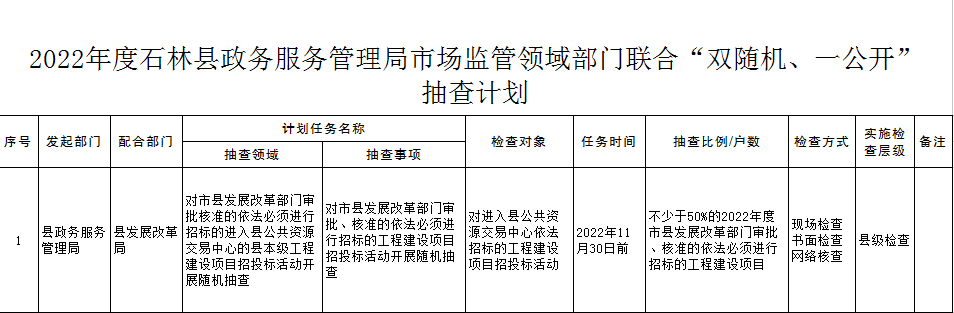 2022年度石林县政务服务管理局市场监管领域部门联合“双随机、一公开”
抽查计划
序号
发起部门
配合部门
计划任务名称
抽查领域
抽查事项
检查对象
任务时间
抽查比例/户数
检查方式
实施检
查层级
备注
1
县政务服务
管理局
县发展改革
局
对市县发展改革部门审
批核准的依法必须进行
招标的进入县公共资源
交易中心的县本级工程
建设项目招投标活动开
展随机抽查
对市县发展改革部门审
批、核准的依法必须进
行招标的工程建设项目
招投标活动开展随机抽
查
对进入县公共资
源交易中心依法
招标的工程建设
项目招投标活动
2022年11
月30日前
不少于50%的2022年度
市县发展改革部门审批
、核准的依法必须进行
招标的工程建设项目
现场检查
书面检查
网络核查
县级检查